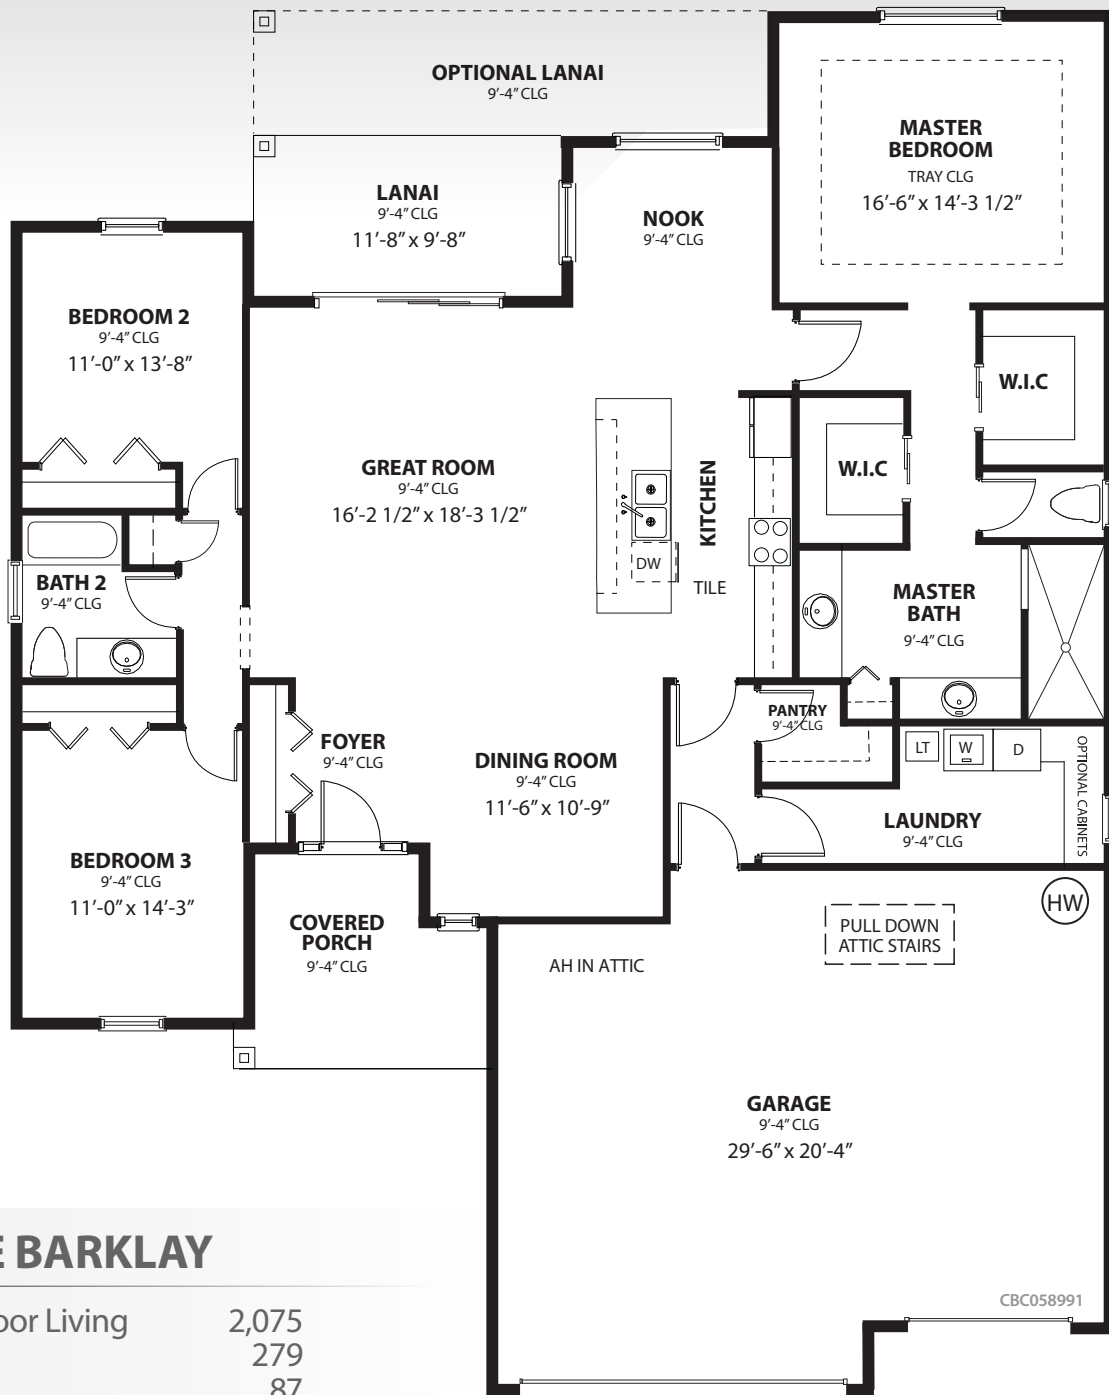 OPTIONAL LANAI
9'-4" CLG
MASTER
BEDROOM
TRAY CLG
16'-6" x 14'-3 1/2"
LANAI
9'-4" CLG
11'-8" x 9'-8"
NOOK
9'-4" CLG
BEDROOM 2
9'-4" CLG
11'-0" x 13'-8"
W.I.C
W.I.C
GREAT ROOM
9'-4" CLG
16'-2 1/2" x 18'-3 1/2"
KITCHEN
DW
TILE
BATH 2
9'-4" CLG
MASTER
BATH
9'-4" CLG
PANTRY
9'-4" CLG
FOYER
9'-4" CLG
DINING ROOM
9'-4" CLG
11'-6" x 10'-9"
LT
W
D
OPTIONAL CABINETS
LAUNDRY
9'-4" CLG
BEDROOM 3
9'-4" CLG
11'-0" x 14'-3"
HW
COVERED
PORCH
9'-4" CLG
PULL DOWN
ATTIC STAIRS
AH IN ATTIC
GARAGE
9'-4" CLG
29'-6" x 20'-4"
CBC058991
E BARKLAY
oor Living 2,075
279
87